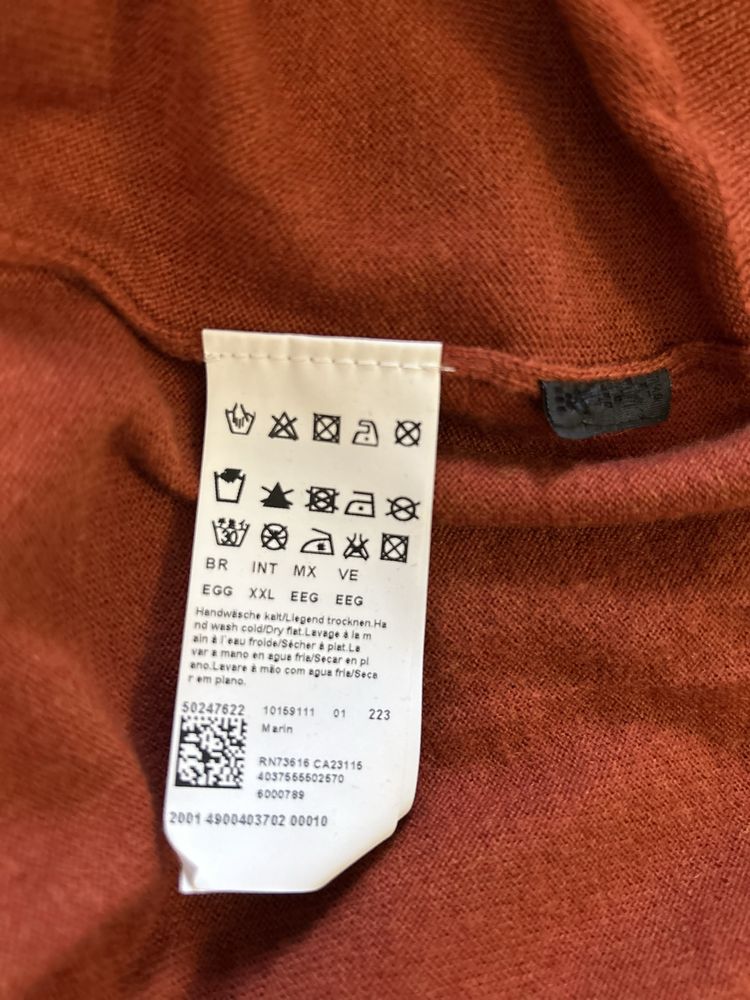 30
BR INT MX VE
EGG XXL EEG EEG
Handwäsche kalt/Liegend trocknen.Ha
nd wash cold/Dry flat.Lavage à la m
ain à l'eau froide/Sécher à plat.La
var a mano en agua fría/Secar en pl
ano.Lavare à mão com agua fria/Seca
r em plano.
50247622 10159111 01 223
Marin
RN73616 CA23115
4037555502570
6000789
2001 4900403702 00010